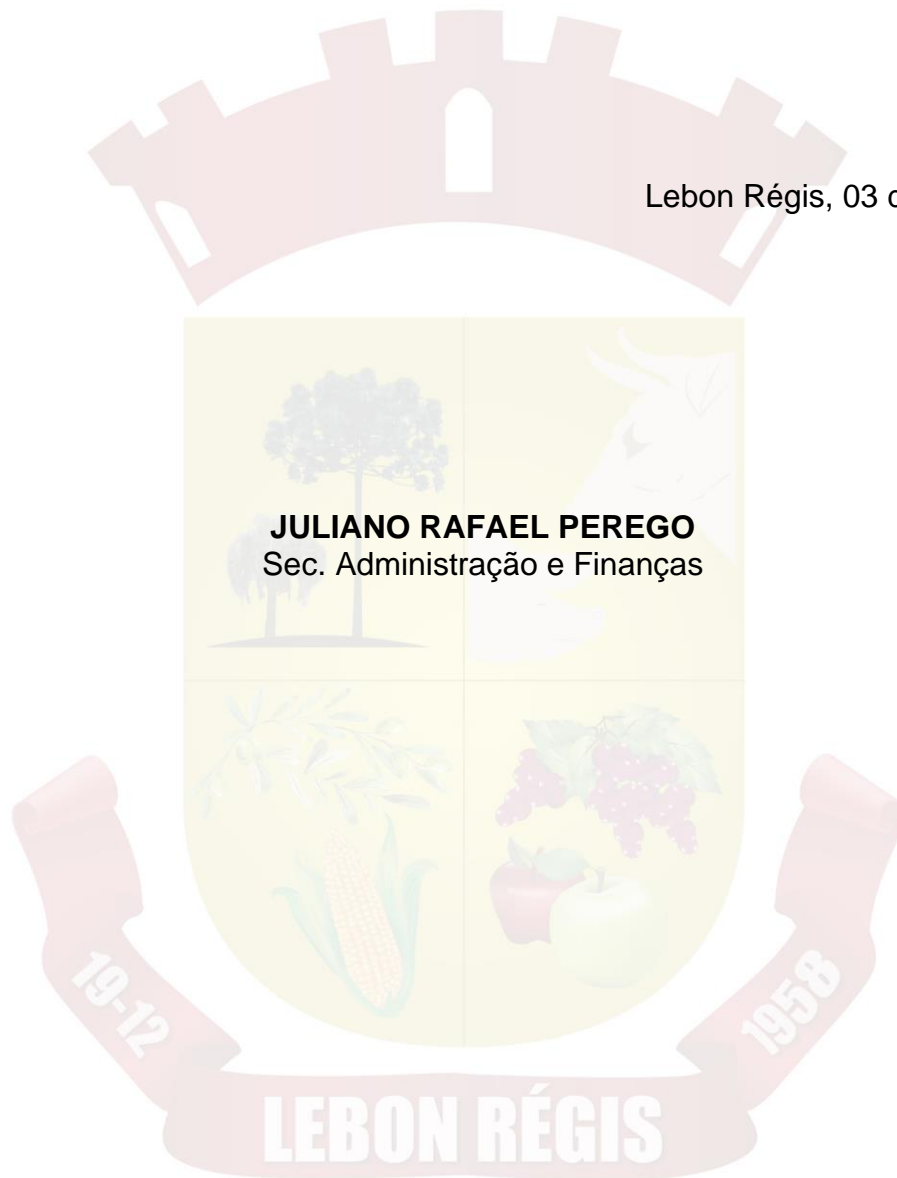 Lebon Régis, 03
JULIANO RAFAEL PEREGO
Sec. Administração e Finanças
19-12
1958
LEBON RÉGIS